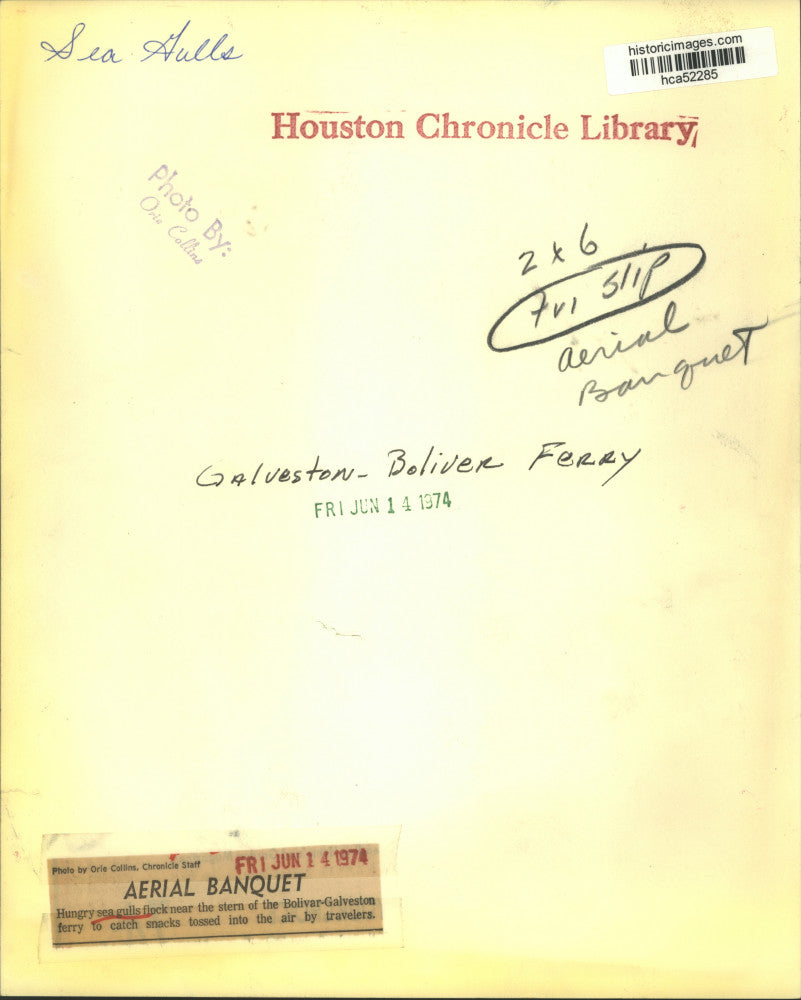 Sea Gulls
historicimages.com
hca52285
Houston Chronicle Library
Photo By:
Orie Collins
2 x 6
Fri Slip
Aerial
Banquet
Galveston - Boliver Ferry
FRI JUN 14 1974
Photo by Orie Collins, Chronicle Staff
FRI JUN 14 1974
AERIAL BANQUET
Hungry sea gulls flock near the stern of the Bolivar-Galveston
ferry to catch snacks tossed into the air by travelers.